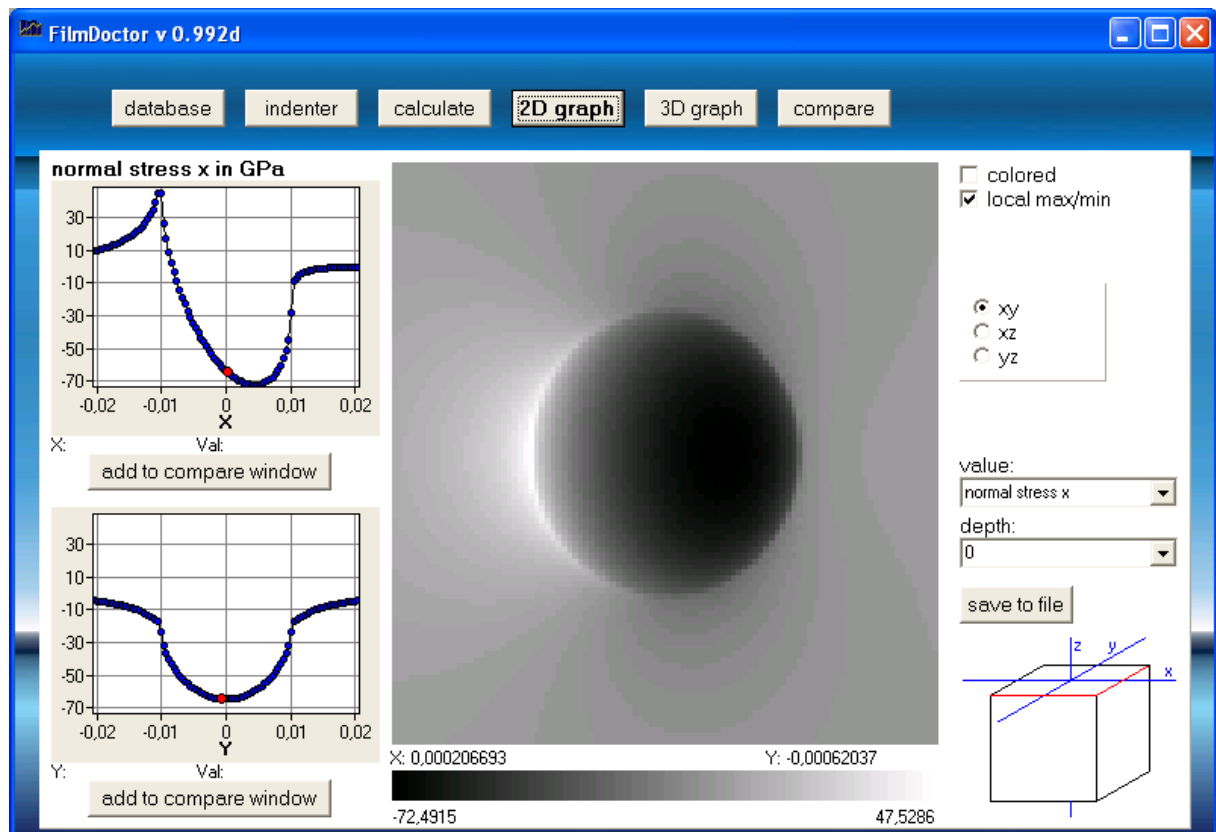 FilmDoctor v 0.992d
database indenter calculate 2D graph 3D graph compare
normal stress x in GPa
30
10
-10
-30
-50
-70
-0,02 -0,01 0 0,01 0,02
X
X: Val:
add to compare window
30
10
-10
-30
-50
-70
-0,02 -0,01 0 0,01 0,02
Y
Y: Val:
add to compare window
X: 0,000206693 Y: -0,00062037
-72,4915 47,5286
colored
local max/min
xy
xz
yz
value:
normal stress x
depth:
0
save to file
z
y
x